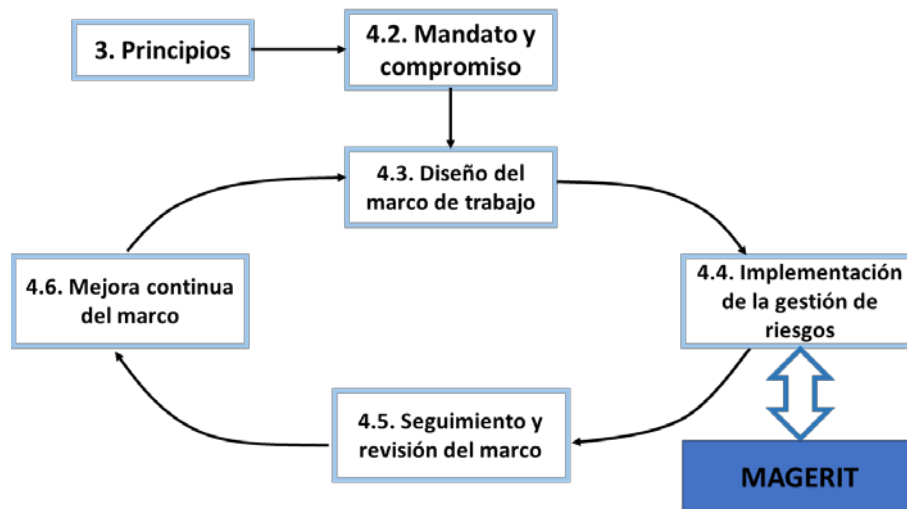 3. Principios
4.2. Mandato y
compromiso
4.3. Diseño del
marco de trabajo
4.6. Mejora continua
del marco
4.4. Implementación
de la gestión de
riesgos
4.5. Seguimiento y
revisión del marco
MAGERIT